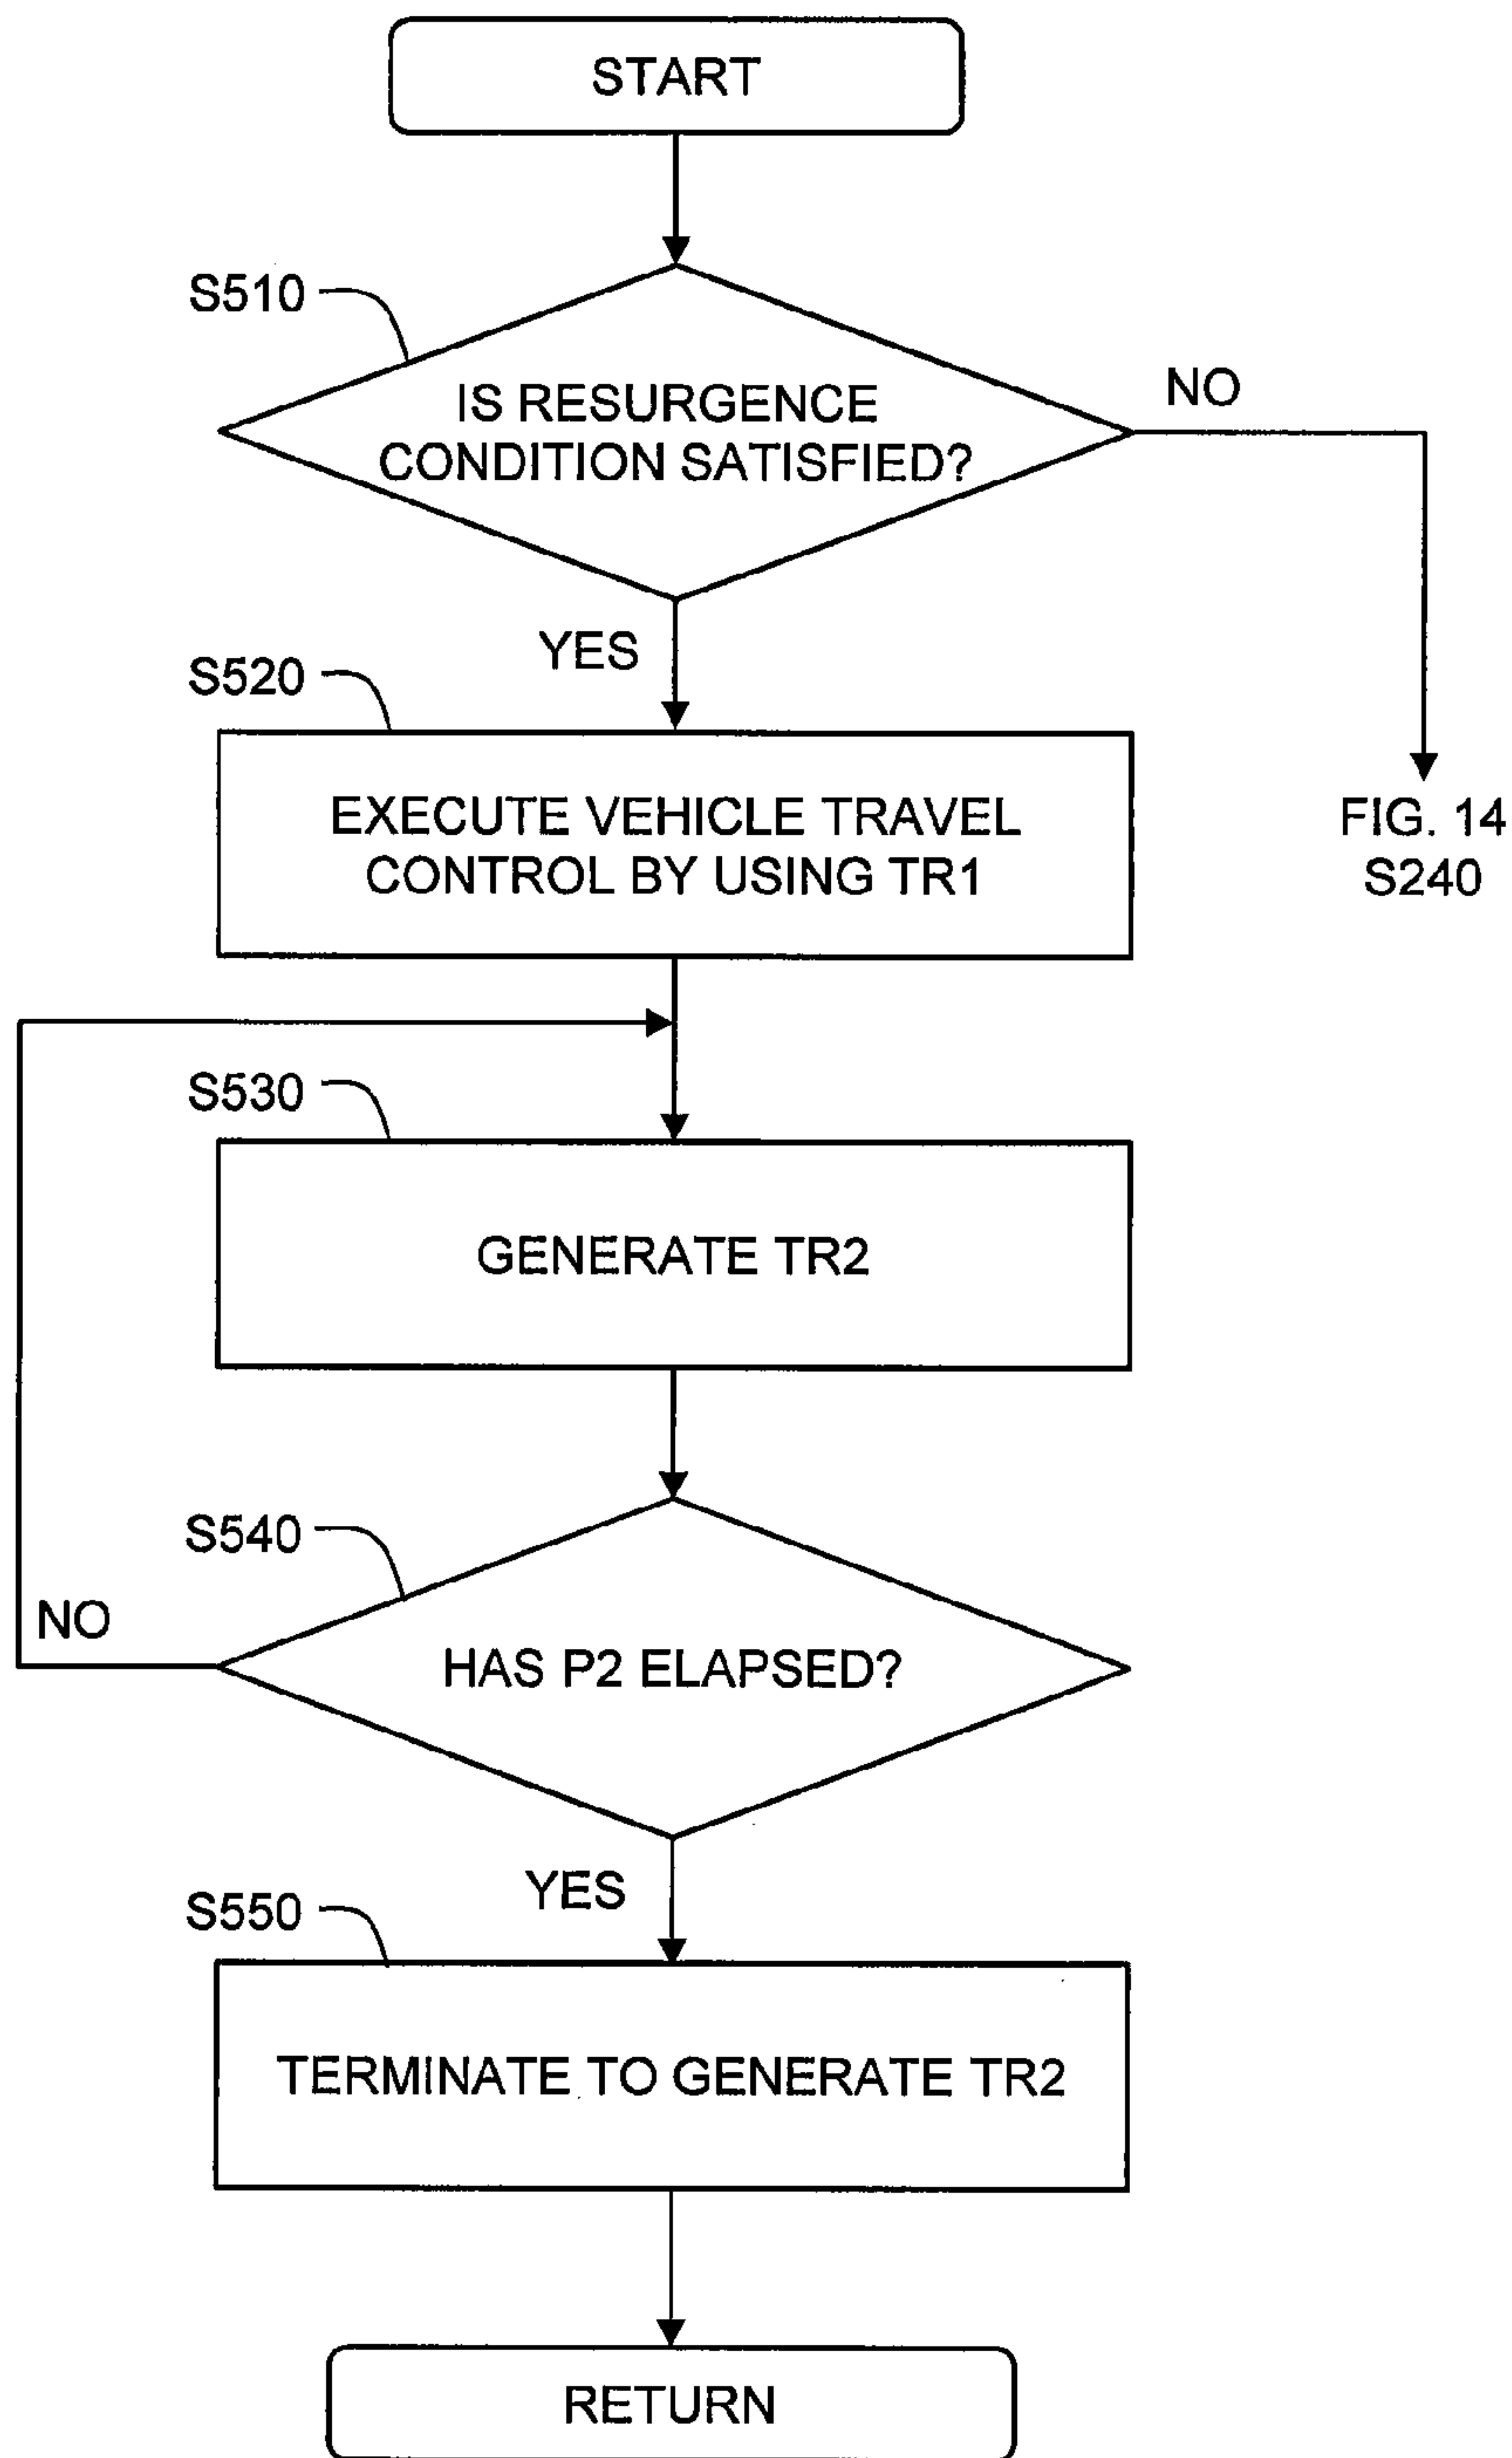 START
S510
IS RESURGENCE
CONDITION SATISFIED?
NO
YES
S520
EXECUTE VEHICLE TRAVEL
CONTROL BY USING TR1
FIG. 14
S240
S530
GENERATE TR2
S540
NO
HAS P2 ELAPSED?
YES
S550
TERMINATE TO GENERATE TR2
RETURN